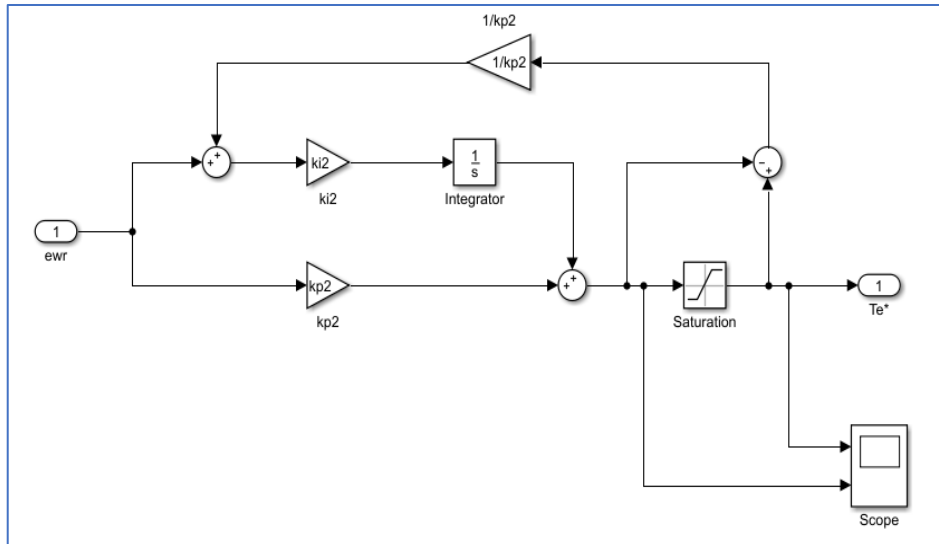 1/kp2
1/kp2
+
+
ki2
ki2
1
s
Integrator
-
+
1
ewr
kp2
kp2
+
+
Saturation
1
Te*
Scope